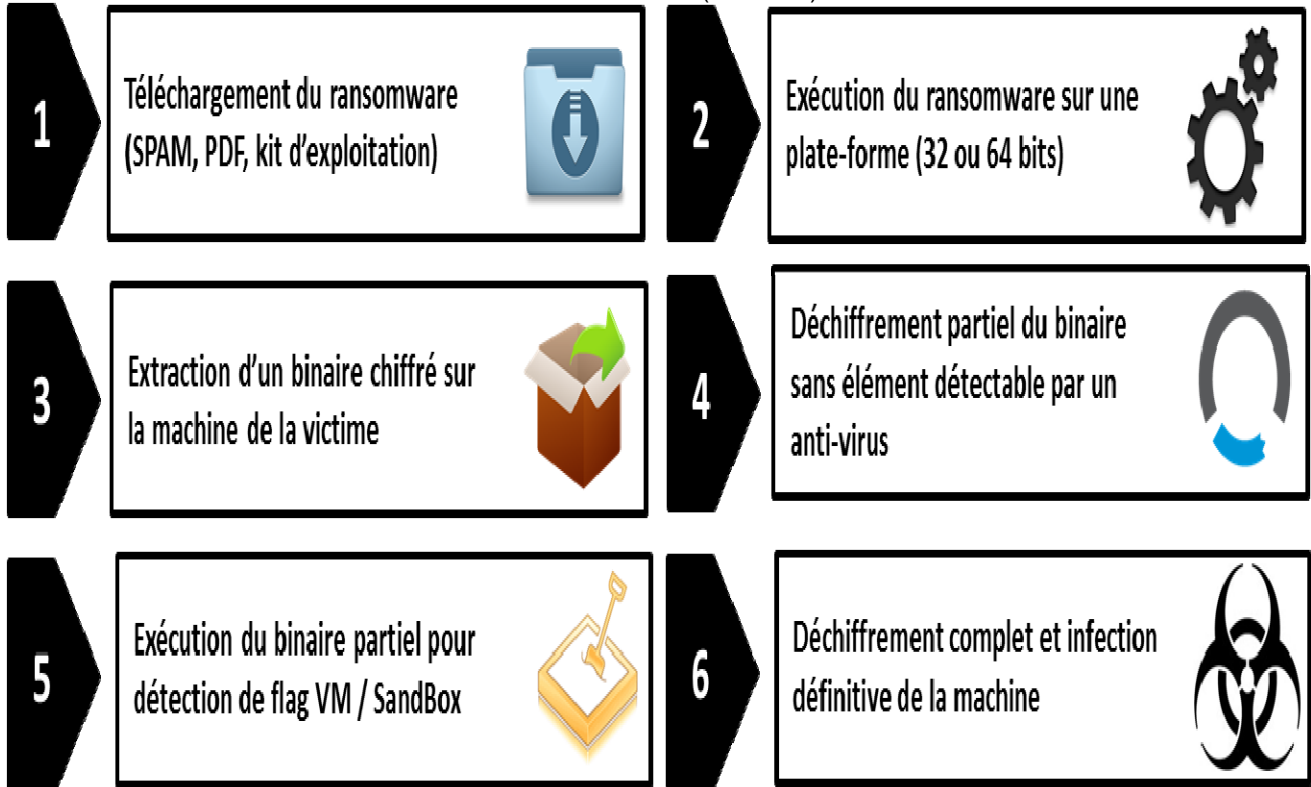 1
Téléchargement du ransomware
(SPAM, PDF, kit d'exploitation)
2
Exécution du ransomware sur une
plate-forme (32 ou 64 bits)
3
Extraction d'un binaire chiffré sur
la machine de la victime
4
Déchiffrement partiel du binaire
sans élément détectable par un
anti-virus
5
Exécution du binaire partiel pour
détection de flag VM / SandBox
6
Déchiffrement complet et infection
définitive de la machine